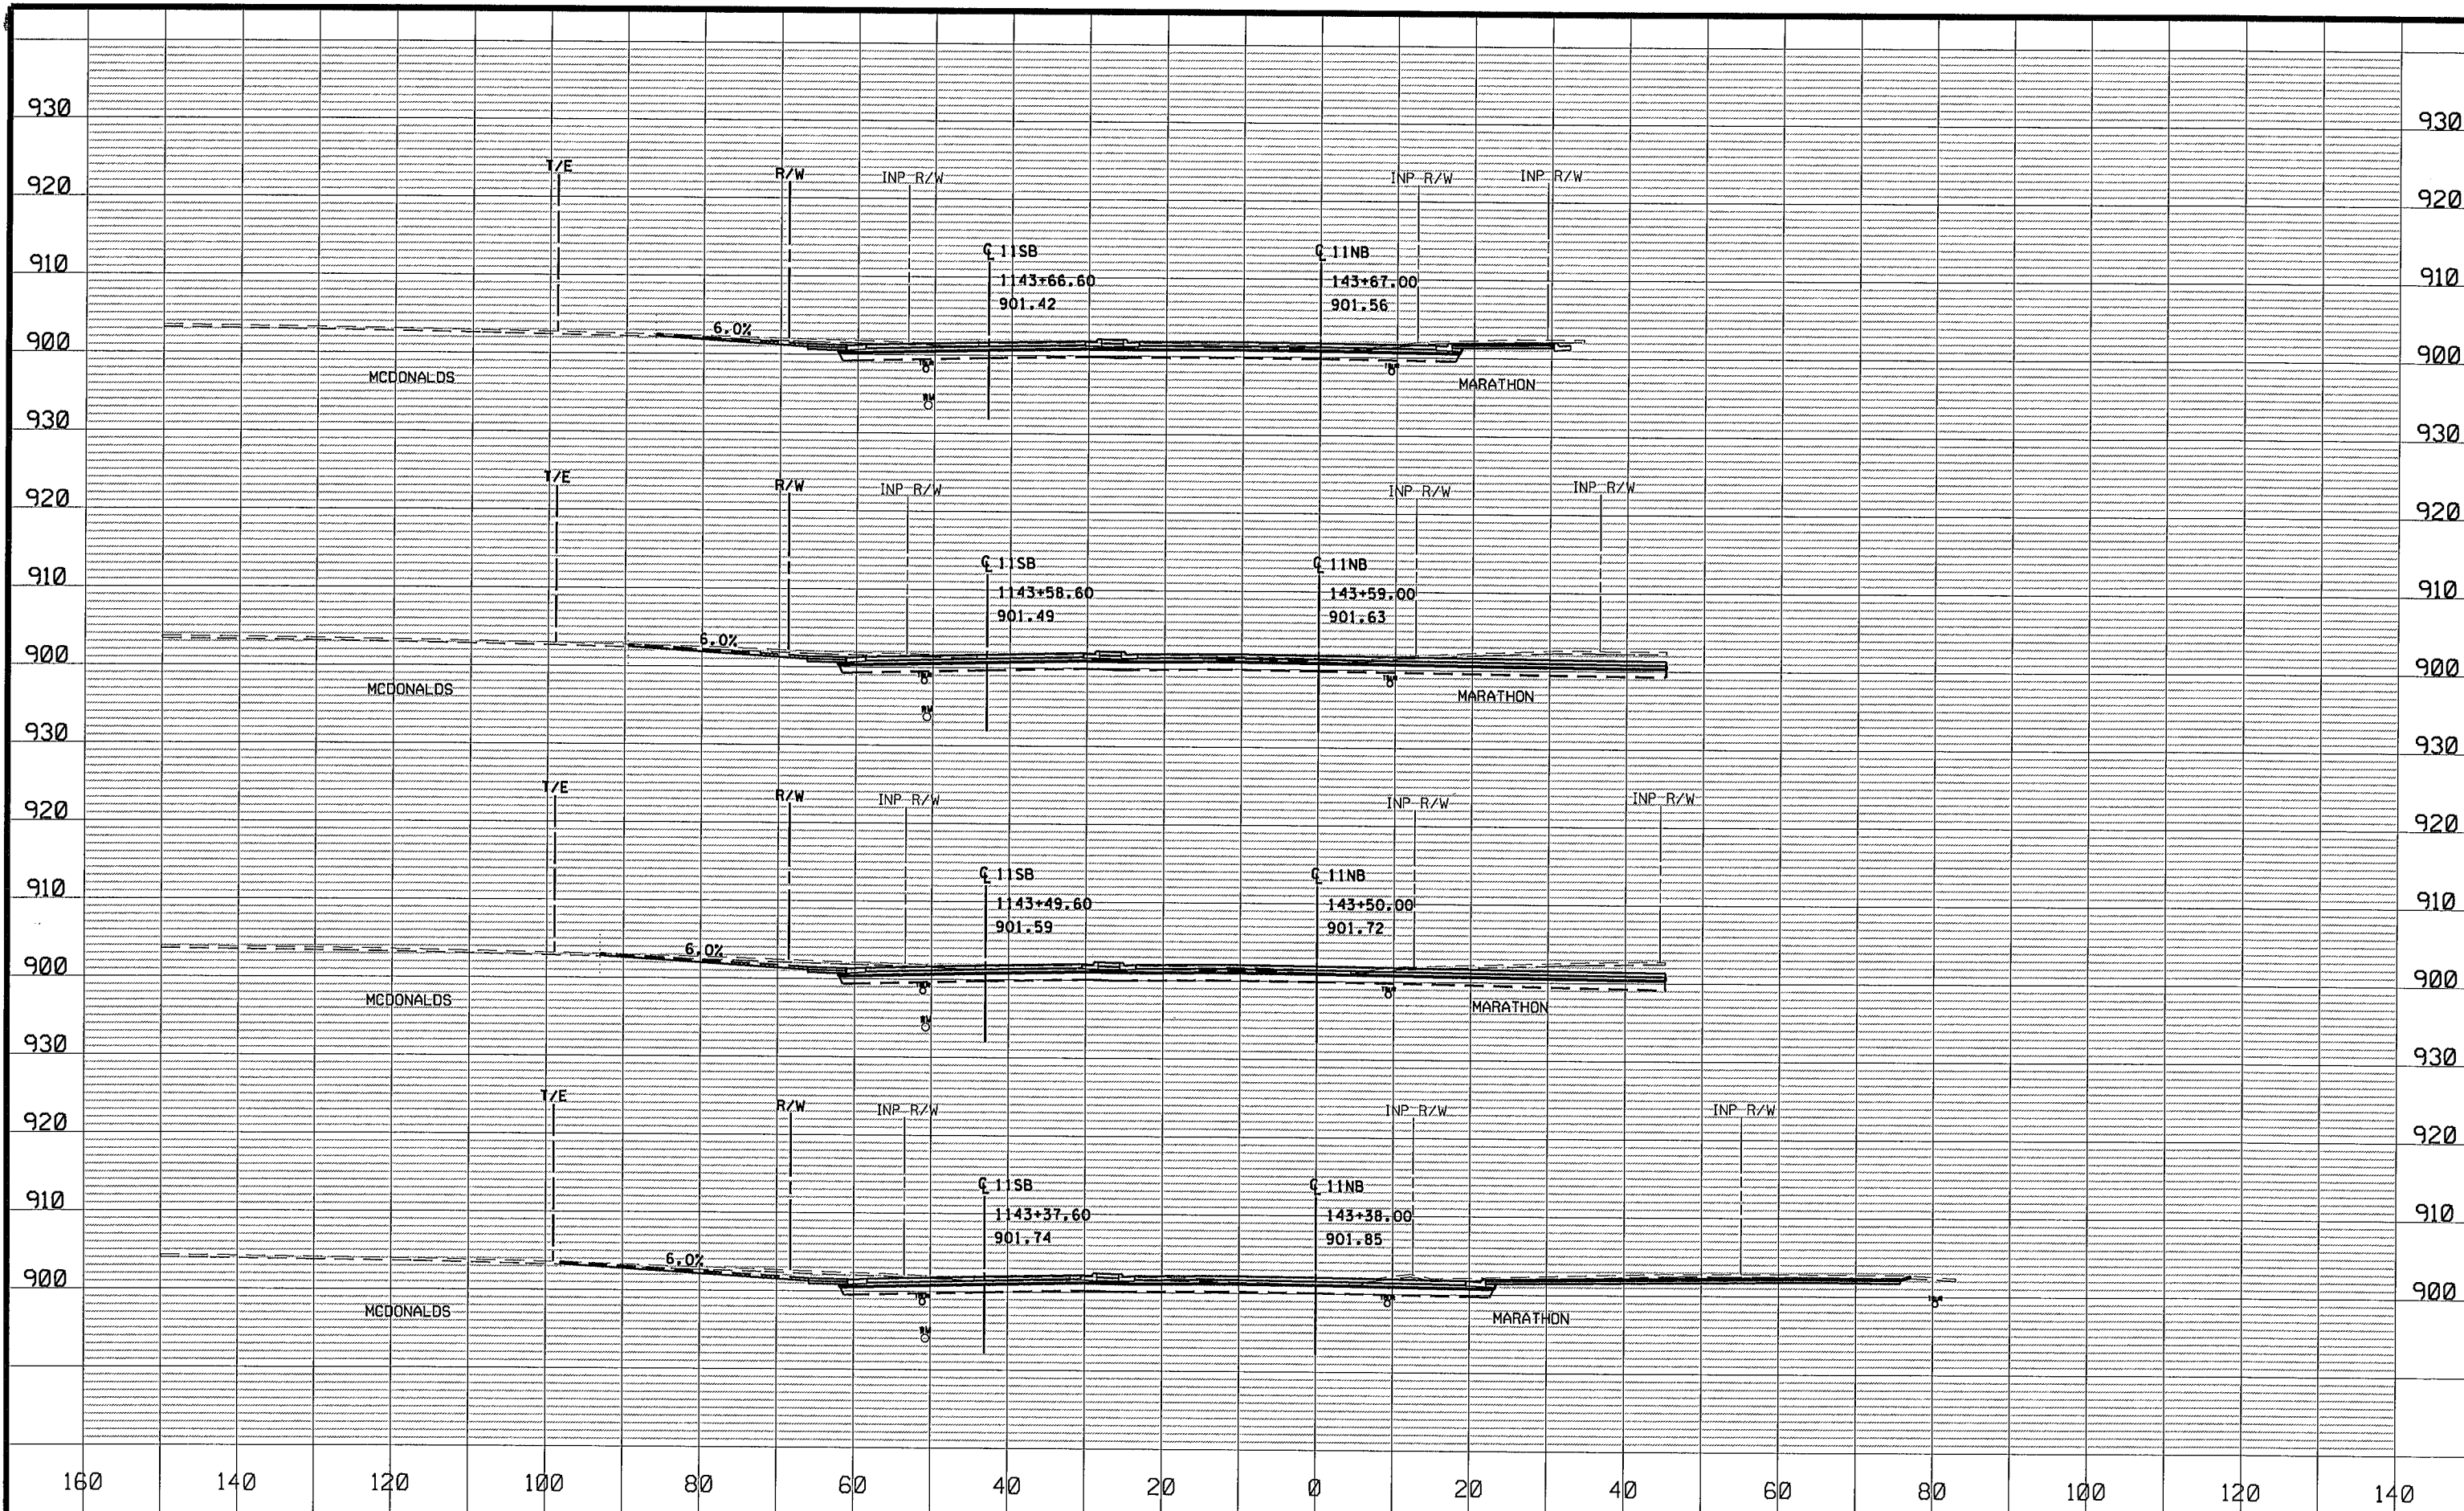 930 930
T/E R/W INP R/W INP R/W INP R/W
920 920
℄ 11SB ℄ 11NB
910 1143+66.60 143+67.00 910
901.42 901.56
6.0%
900 900
MCDONALDS MARATHON
930 930
T/E R/W INP R/W INP R/W INP R/W
920 920
℄ 11SB ℄ 11NB
910 1143+58.60 143+59.00 910
901.49 901.63
6.0%
900 900
MCDONALDS MARATHON
930 930
T/E R/W INP R/W INP R/W INP R/W
920 920
℄ 11SB ℄ 11NB
910 1143+49.60 143+50.00 910
901.59 901.72
6.0%
900 900
MCDONALDS MARATHON
930 930
T/E R/W INP R/W INP R/W INP R/W
920 920
℄ 11SB ℄ 11NB
910 1143+37.60 143+38.00 910
901.74 901.85
6.0%
900 900
MCDONALDS MARATHON
160 140 120 100 80 60 40 20 0 20 40 60 80 100 120 140